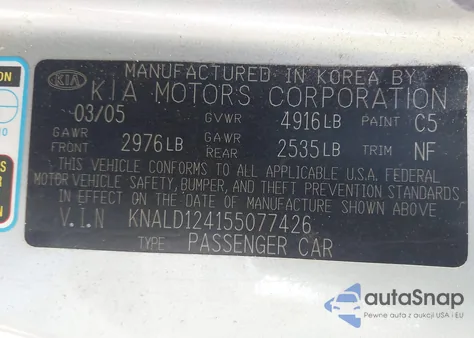 MANUFACTURED IN KOREA BY
KIA KIA MOTORS CORPORATION
03/05 GVWR 4916LB PAINT C5
GAWR FRONT 2976LB GAWR REAR 2535LB TRIM NF
THIS VEHICLE CONFORMS TO ALL APPLICABLE U.S.A. FEDERAL
MOTOR VEHICLE SAFETY, BUMPER, AND THEFT PREVENTION STANDARDS
IN EFFECT ON THE DATE OF MANUFACTURE SHOWN ABOVE
V.I.N KNALD124155077426
TYPE PASSENGER CAR
autoSnap
Pewne auta z aukcji USA i EU